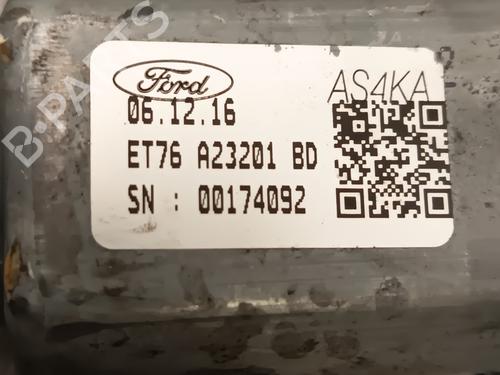 Ford
AS4KA
06.12.16
ET76 A23201 BD
SN : 00174092
B-PARTS